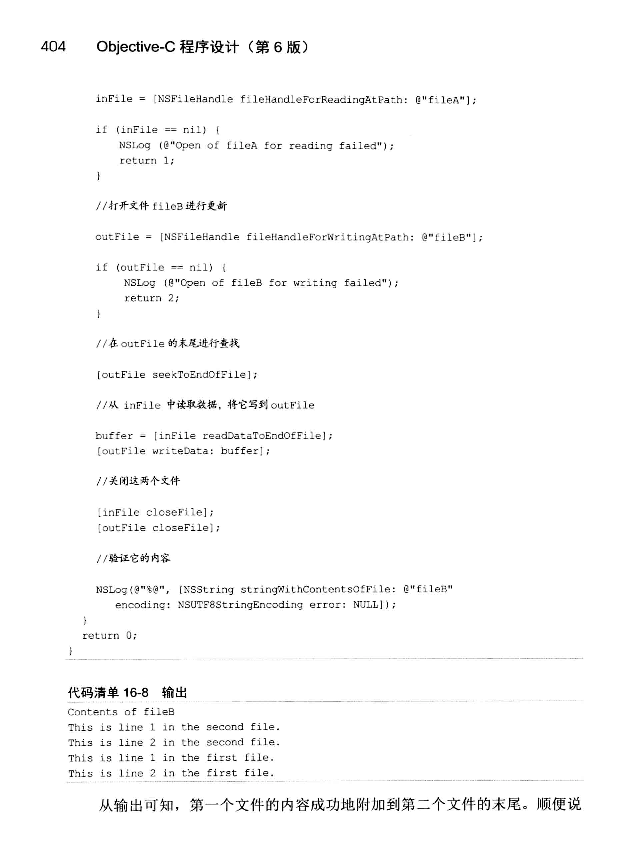 404 Objective-C 程序设计（第 6 版）
inFile = [NSFileHandle fileHandleForReadingAtPath: @"fileA"];
if (inFile == nil) {
NSLog (@"Open of fileA for reading failed");
return 1;
}
//打开文件 fileB 进行更新
outFile = [NSFileHandle fileHandleForWritingAtPath: @"fileB"];
if (outFile == nil) {
NSLog (@"Open of fileB for writing failed");
return 2;
}
//在 outFile 的末尾进行查找
[outFile seekToEndOfFile];
//从 inFile 中读取数据，将它写到 outFile
buffer = [inFile readDataToEndOfFile];
[outFile writeData: buffer];
//关闭这两个文件
[inFile closeFile];
[outFile closeFile];
//验证它的内容
NSLog(@"%@", [NSString stringWithContentsOfFile: @"fileB"
encoding: NSUTF8StringEncoding error: NULL]);
}
return 0;
}
代码清单 16-8 输出
Contents of fileB
This is line 1 in the second file.
This is line 2 in the second file.
This is line 1 in the first file.
This is line 2 in the first file.
从输出可知，第一个文件的内容成功地附加到第二个文件的末尾。顺便说